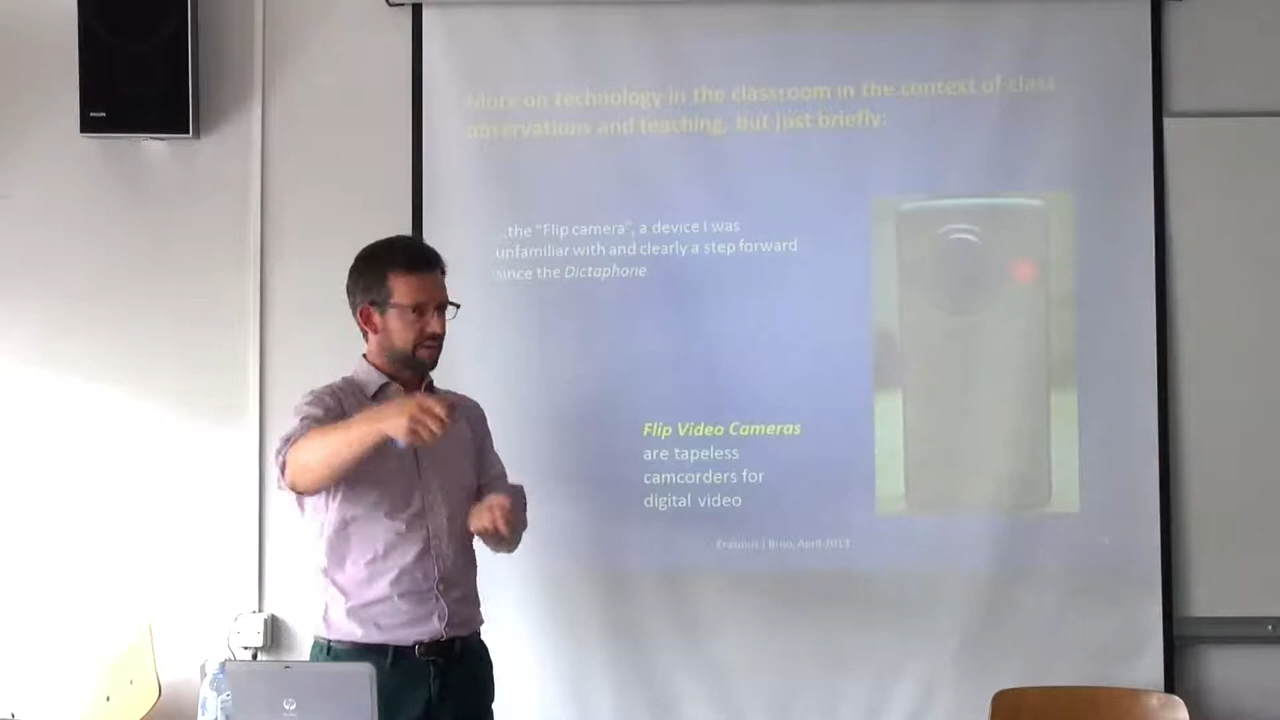 PHILIPS
More on technology in the classroom in the context of class
observations and teaching, but just briefly:
...the "Flip camera", a device I was
unfamiliar with and clearly a step forward
since the Dictaphone
Flip Video Cameras
are tapeless
camcorders for
digital video
Erasmus | Brno, April 2013
hp